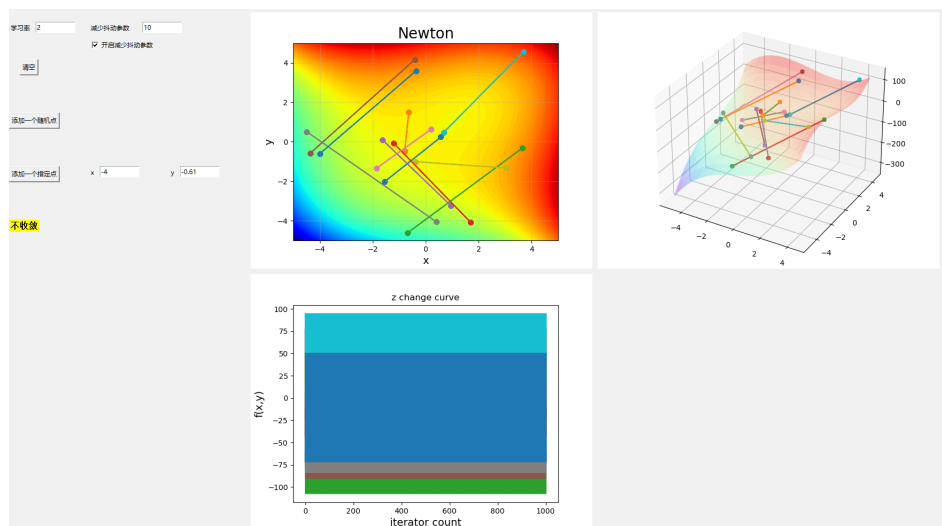 学习率 2 减少抖动参数 10
开启减少抖动参数
清空
添加一个随机点
添加一个指定点 x -4 y -0.61
不收敛
Newton
4
2
0
−2
−4
y
−4 −2 0 2 4
x
100
0
−100
−200
−300
−4 −2 0 2 4
−4 −2 0 2 4
z change curve
100
75
50
25
0
−25
−50
−75
−100
f(x,y)
0 200 400 600 800 1000
iterator count